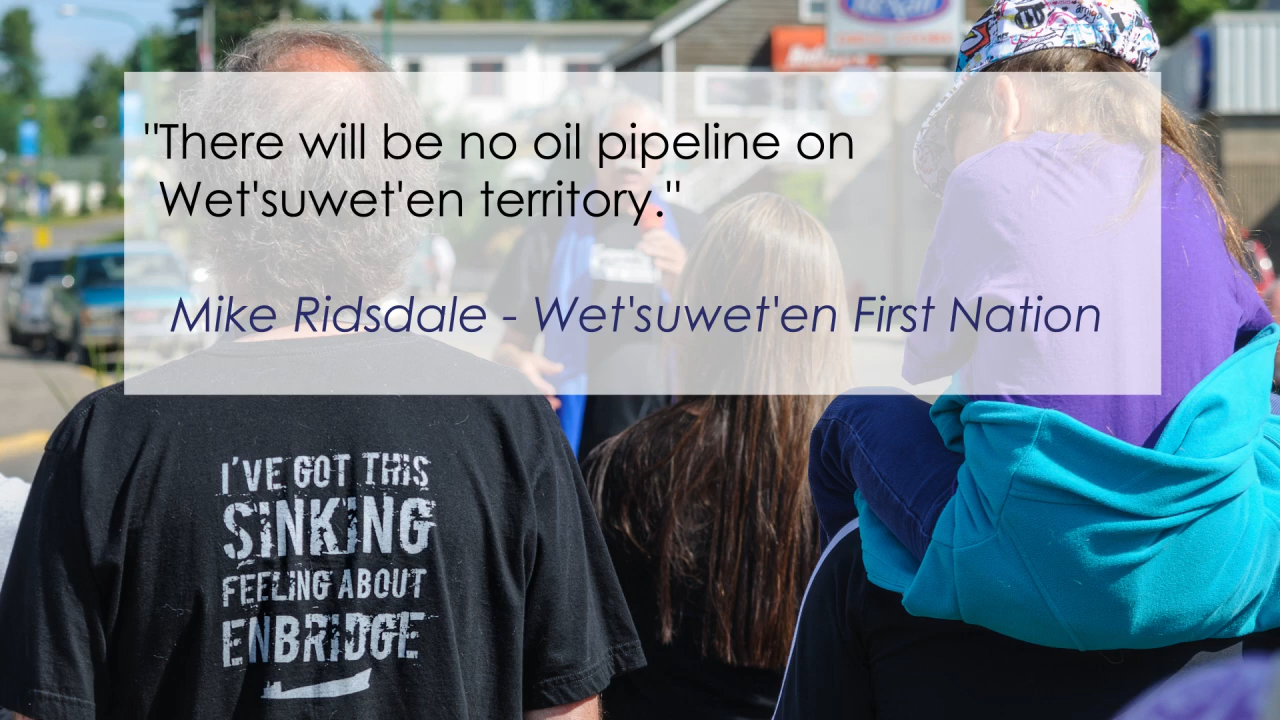 "There will be no oil pipeline on
Wet'suwet'en territory."
Mike Ridsdale - Wet'suwet'en First Nation
I'VE GOT THIS
SINKING
FEELING ABOUT
ENBRIDGE